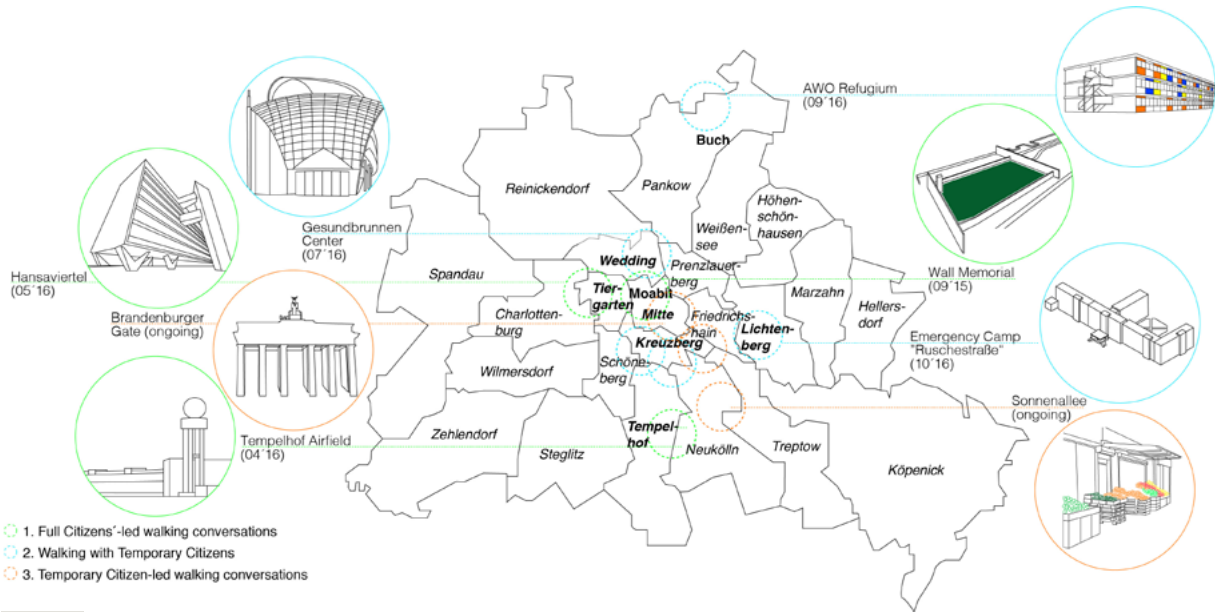 AWO Refugium
(09´16)
Buch
Reinickendorf
Pankow
Höhen-
schön-
hausen
Weißen-
see
Gesundbrunnen
Center
(07´16)
Wedding
Prenzlauer-
berg
Wall Memorial
(09´15)
Hansaviertel
(05´16)
Spandau
Tier-
garten
Moabit
Mitte
Marzahn
Hellers-
dorf
Brandenburger
Gate (ongoing)
Charlotten-
burg
Friedrichs-
hain
Lichten-
berg
Kreuzberg
Emergency Camp
"Ruschestraße"
(10´16)
Schöne-
berg
Wilmersdorf
Sonnenallee
(ongoing)
Tempelhof Airfield
(04´16)
Zehlendorf
Steglitz
Tempel-
hof
Neukölln
Treptow
Köpenick
1. Full Citizens´-led walking conversations
2. Walking with Temporary Citizens
3. Temporary Citizen-led walking conversations